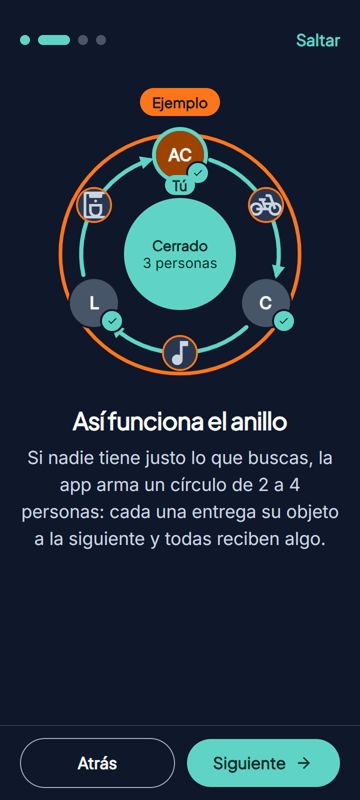 Saltar
Ejemplo
AC
Tú
Cerrado
3 personas
L
C
Así funciona el anillo
Si nadie tiene justo lo que buscas, la
app arma un círculo de 2 a 4
personas: cada una entrega su objeto
a la siguiente y todas reciben algo.
Atrás
Siguiente